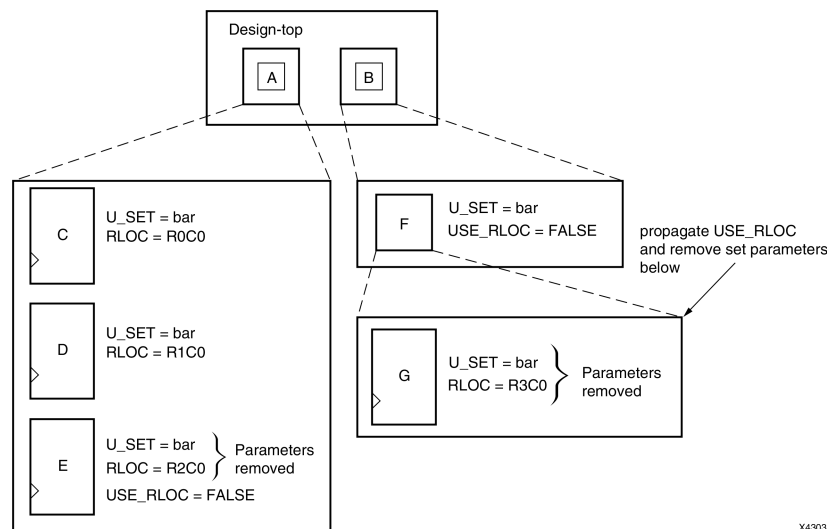 Design-top
A
B
C
U_SET = bar
RLOC = R0C0
D
U_SET = bar
RLOC = R1C0
E
U_SET = bar
RLOC = R2C0
Parameters
removed
USE_RLOC = FALSE
F
U_SET = bar
USE_RLOC = FALSE
propagate USE_RLOC
and remove set parameters
below
G
U_SET = bar
RLOC = R3C0
Parameters
removed
X4303